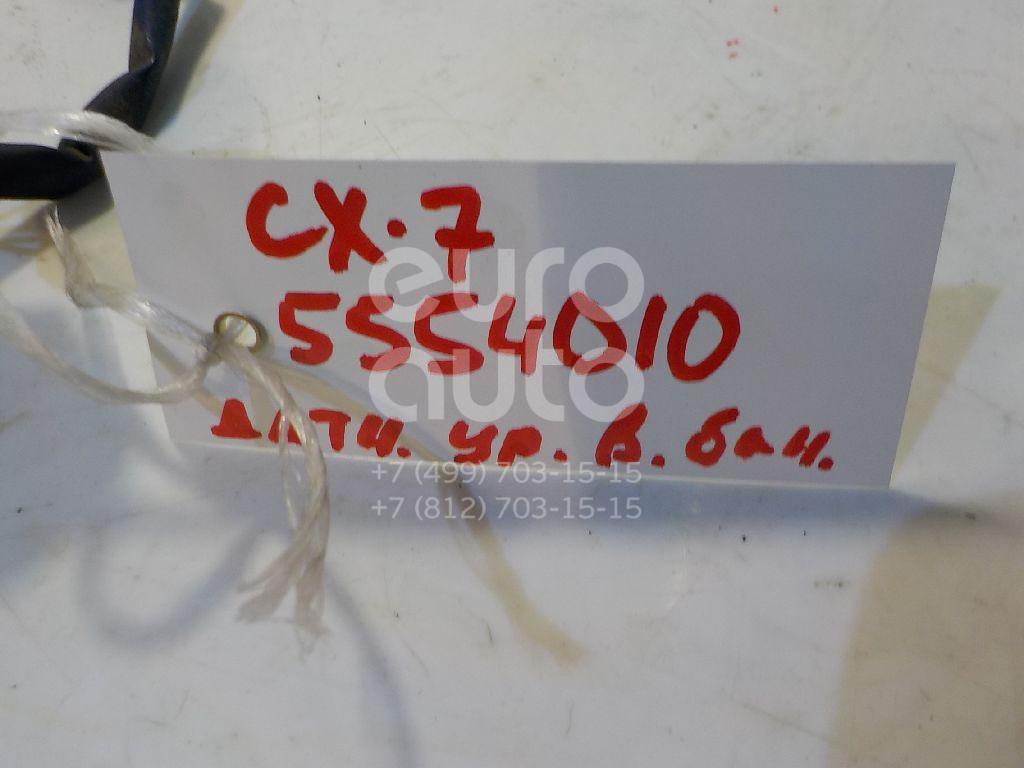 CX-7
5554010
Датч. ур. в. бач.
euro
auto
+7 (499) 703-15-15
+7 (812) 703-15-15